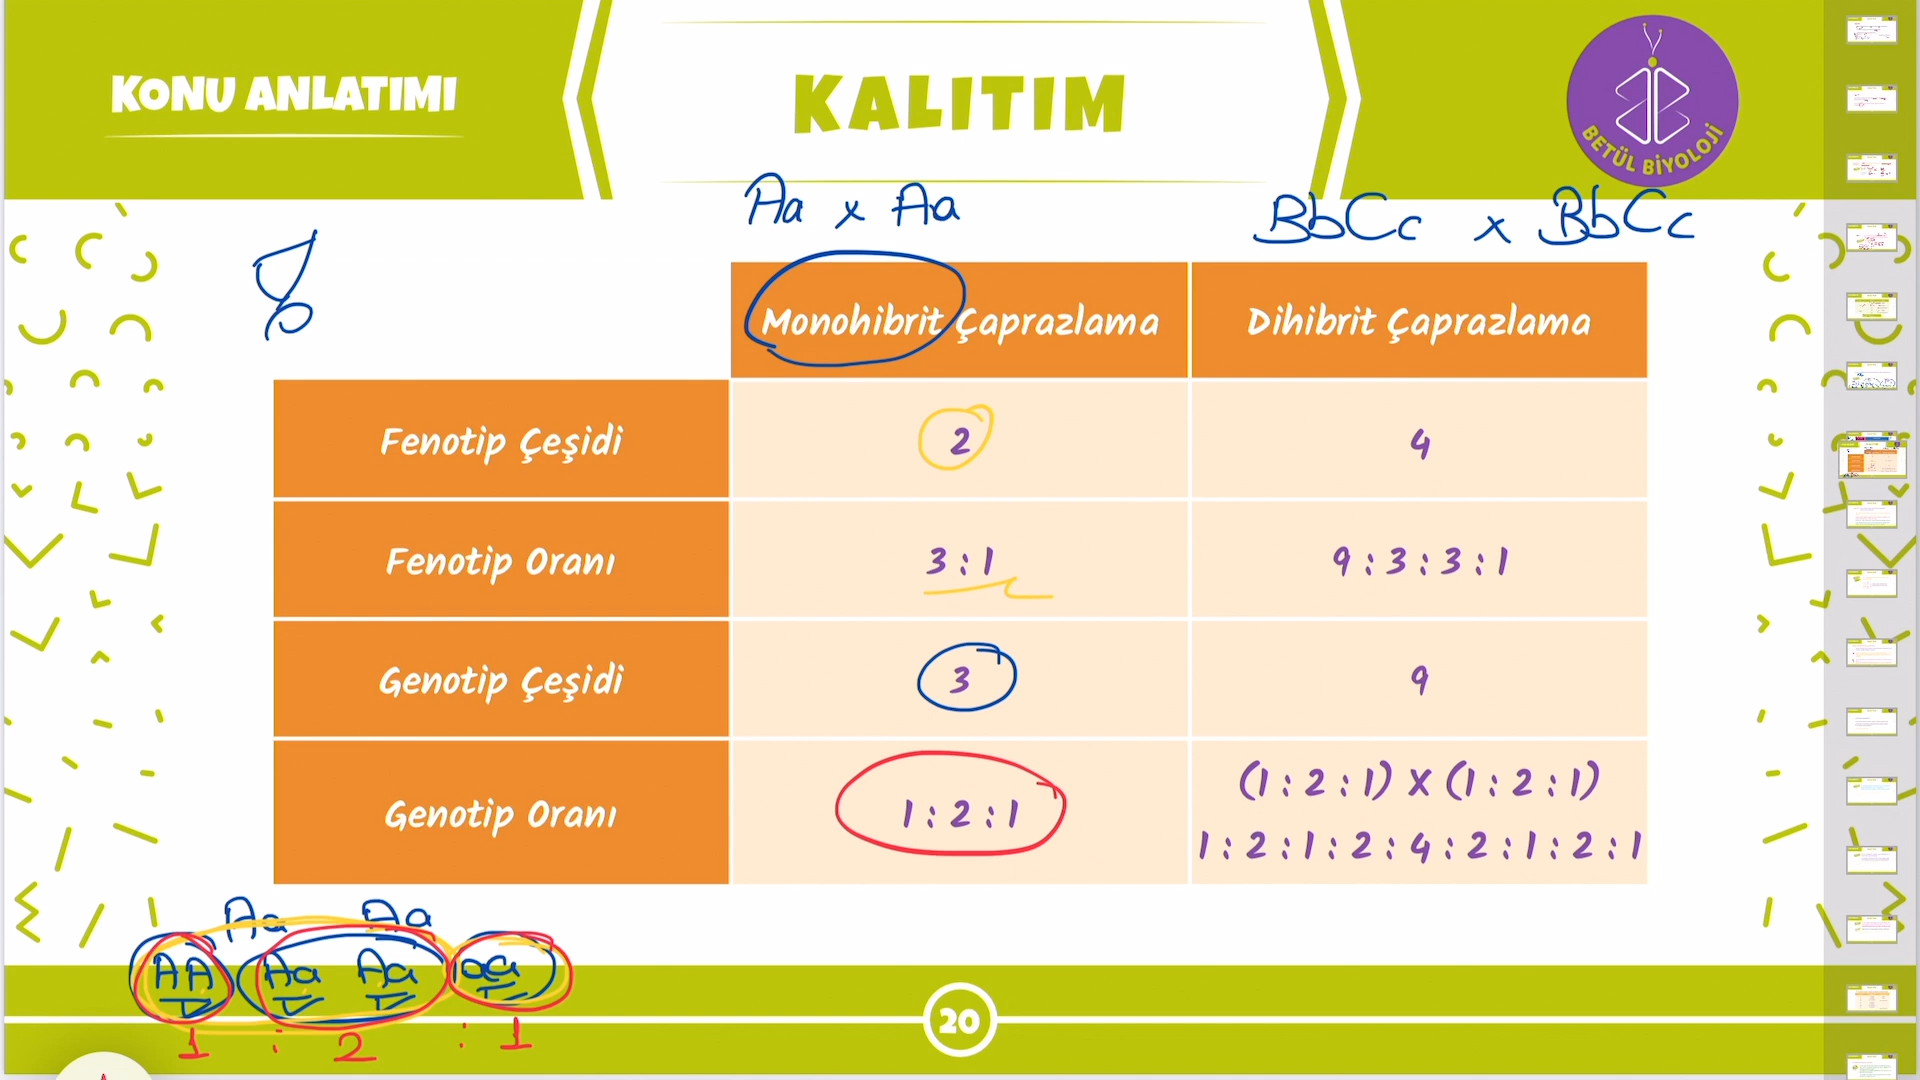 KONU ANLATIMI
KALITIM
BETÜL BİYOLOJİ
Aa x Aa
BbCc x BbCc
Monohibrit Çaprazlama
Dihibrit Çaprazlama
Fenotip Çeşidi
2
4
Fenotip Oranı
3 : 1
9 : 3 : 3 : 1
Genotip Çeşidi
3
9
Genotip Oranı
1 : 2 : 1
(1 : 2 : 1) X (1 : 2 : 1)
1 : 2 : 1 : 2 : 4 : 2 : 1 : 2 : 1
Aa Aa
AA Aa Aa aa
1 : 2 : 1
20